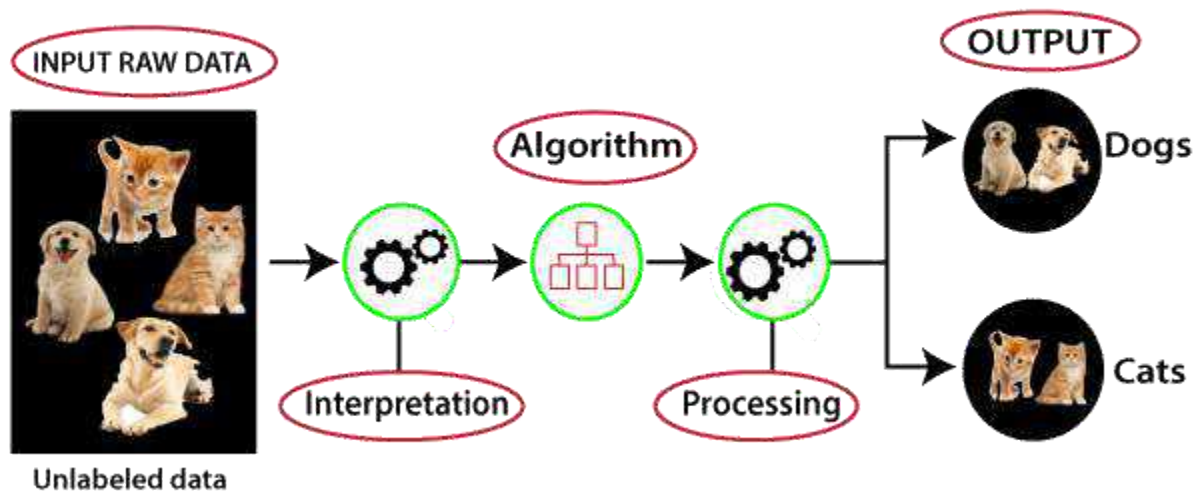 INPUT RAW DATA
Unlabeled data
Interpretation
Algorithm
Processing
OUTPUT
Dogs
Cats